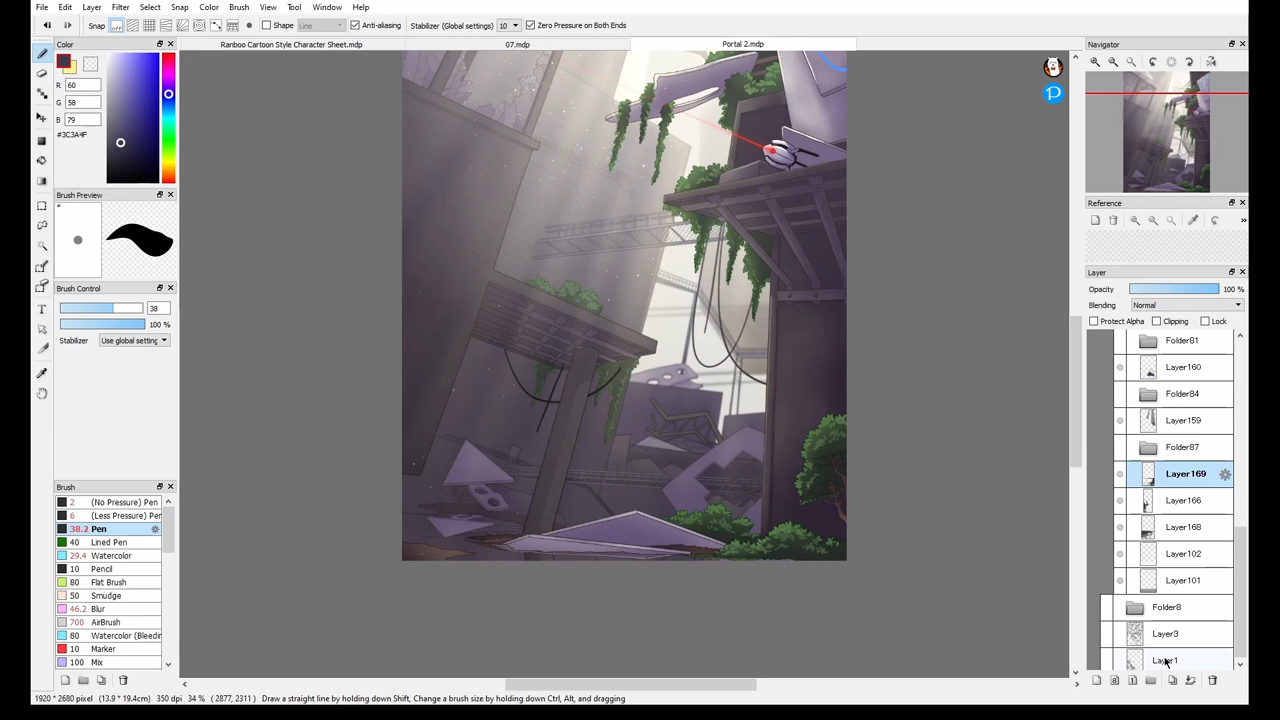 File Edit Layer Filter Brush Snap Color Brush View Tool Window Help
Snap off Shape Line Anti-aliasing Stabilizer (Global settings) 10 Zero Pressure on Both Ends
Color
Ranboo Cartoon Style Character Sheet.mdp 07.mdp Portal 2.mdp
Navigator
R 60
G 58
B 79
#3C3A4F
Brush Preview
Brush Control
38
100 %
Stabilizer Use global setting
Brush
2 (No Pressure) Pen
6 (Less Pressure) Pen
38.2 Pen
40 Lined Pen
29.4 Watercolor
10 Pencil
80 Flat Brush
50 Smudge
46.2 Blur
700 AirBrush
80 Watercolor (Bleedin
10 Marker
100 Mix
Reference
Layer
Opacity 100 %
Blending Normal
Protect Alpha Clipping Lock
Folder81
Layer160
Folder84
Layer159
Folder87
Layer169
Layer166
Layer168
Layer102
Layer101
Folder8
Layer3
Layer1
1920 * 2680 pixel (13.9 * 19.4cm) 350 dpi 34 % ( 2877, 2311 ) Draw a straight line by holding down Shift, Change a brush size by holding down Ctrl, Alt, and dragging